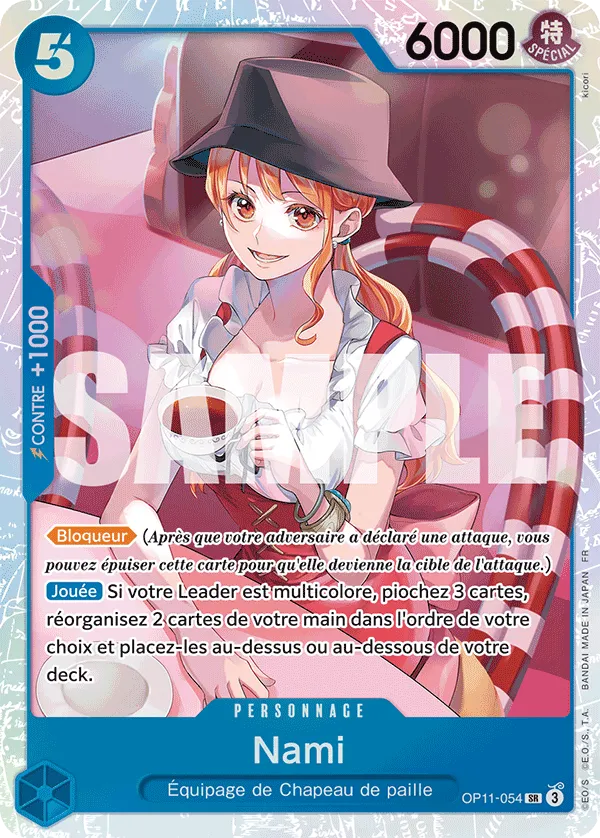 5
6000
特
SPÉCIAL
kicori
CONTRE +1000
SAMPLE
Bloqueur (Après que votre adversaire a déclaré une attaque, vous
pouvez épuiser cette carte pour qu'elle devienne la cible de l'attaque.)
Jouée Si votre Leader est multicolore, piochez 3 cartes,
réorganisez 2 cartes de votre main dans l'ordre de votre
choix et placez-les au-dessus ou au-dessous de votre
deck.
©E.O./S, ©E.O./S., T.A. BANDAI MADE IN JAPAN FR
PERSONNAGE
Nami
Équipage de Chapeau de paille
OP11-054 SR 3